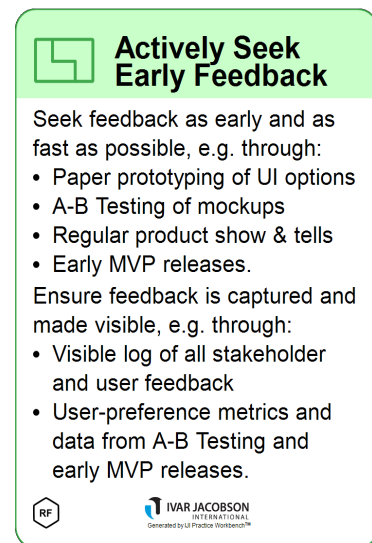 Actively Seek
Early Feedback
Seek feedback as early and as
fast as possible, e.g. through:
• Paper prototyping of UI options
• A-B Testing of mockups
• Regular product show & tells
• Early MVP releases.
Ensure feedback is captured and
made visible, e.g. through:
• Visible log of all stakeholder
and user feedback
• User-preference metrics and
data from A-B Testing and
early MVP releases.
RF
IVAR JACOBSON
INTERNATIONAL
Generated by IJI Practice Workbench™